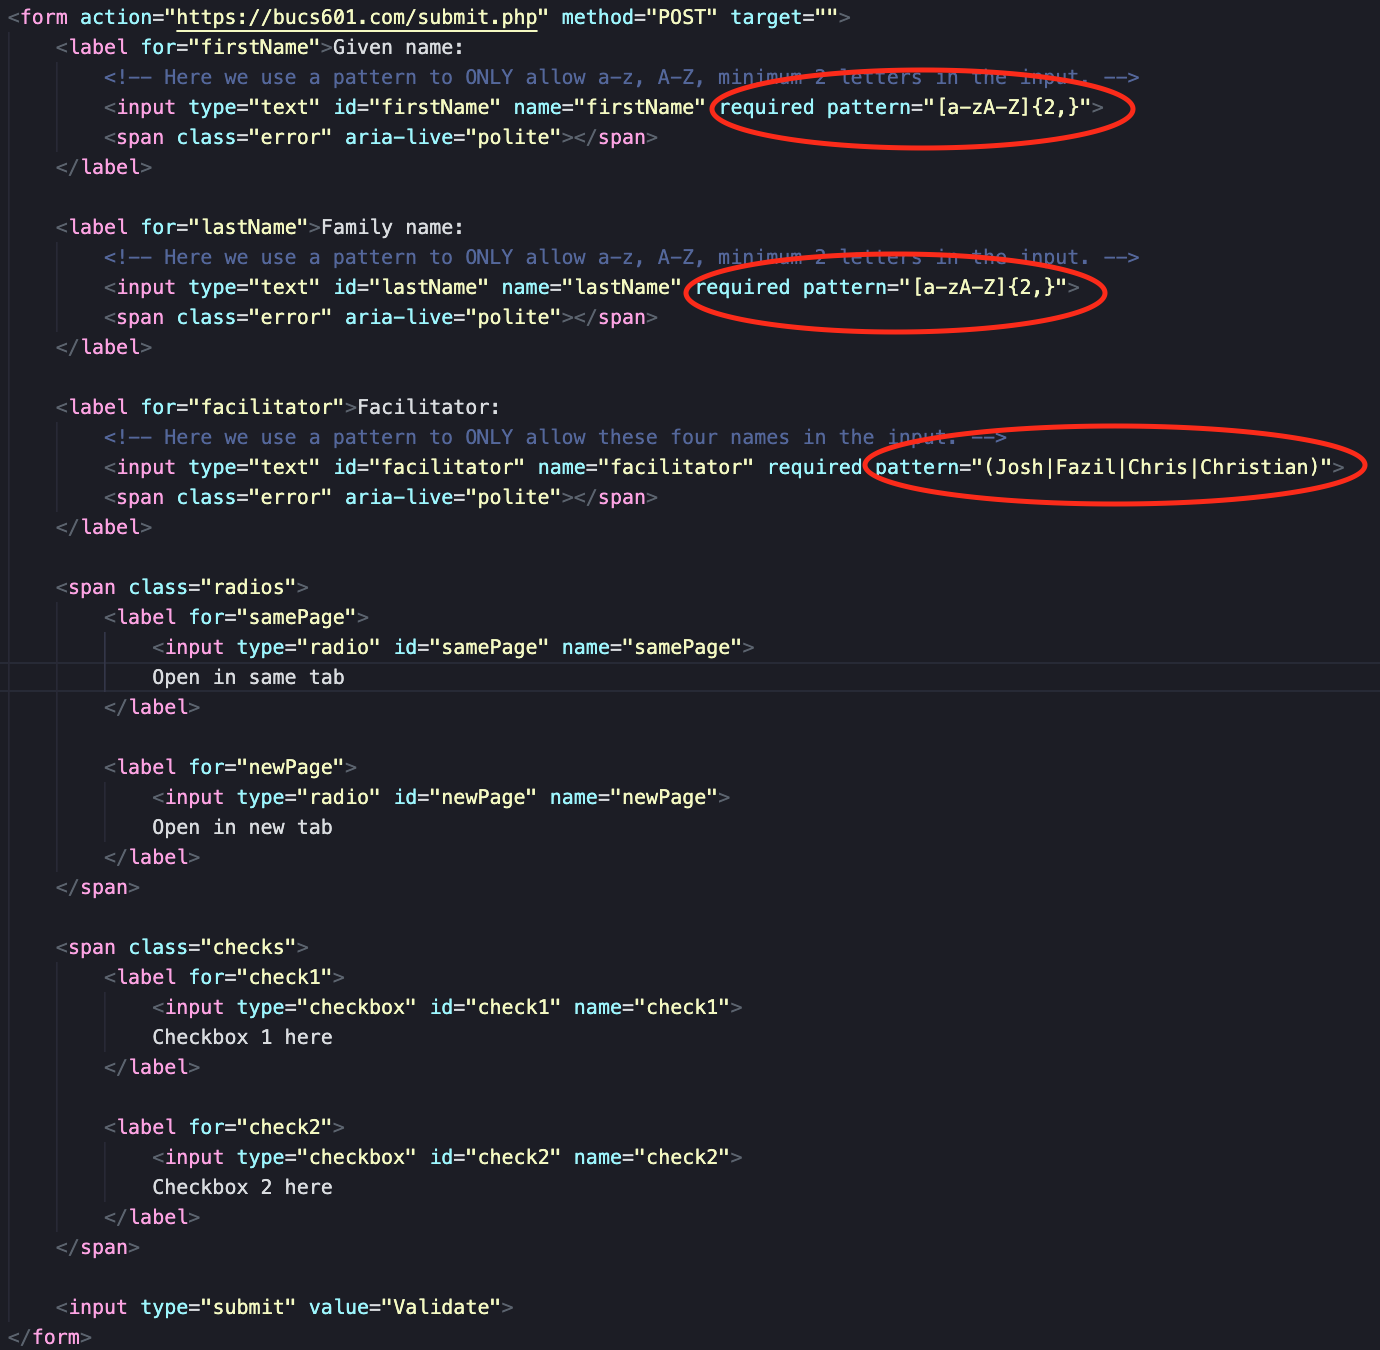 <form action="https://bucs601.com/submit.php" method="POST" target="">
<label for="firstName">Given name:
<!-- Here we use a pattern to ONLY allow a-z, A-Z, minimum 2 letters in the input. -->
<input type="text" id="firstName" name="firstName" required pattern="[a-zA-Z]{2,}">
<span class="error" aria-live="polite"></span>
</label>
<label for="lastName">Family name:
<!-- Here we use a pattern to ONLY allow a-z, A-Z, minimum 2 letters in the input. -->
<input type="text" id="lastName" name="lastName" required pattern="[a-zA-Z]{2,}">
<span class="error" aria-live="polite"></span>
</label>
<label for="facilitator">Facilitator:
<!-- Here we use a pattern to ONLY allow these four names in the input. -->
<input type="text" id="facilitator" name="facilitator" required pattern="(Josh|Fazil|Chris|Christian)">
<span class="error" aria-live="polite"></span>
</label>
<span class="radios">
<label for="samePage">
<input type="radio" id="samePage" name="samePage">
Open in same tab
</label>
<label for="newPage">
<input type="radio" id="newPage" name="newPage">
Open in new tab
</label>
</span>
<span class="checks">
<label for="check1">
<input type="checkbox" id="check1" name="check1">
Checkbox 1 here
</label>
<label for="check2">
<input type="checkbox" id="check2" name="check2">
Checkbox 2 here
</label>
</span>
<input type="submit" value="Validate">
</form>